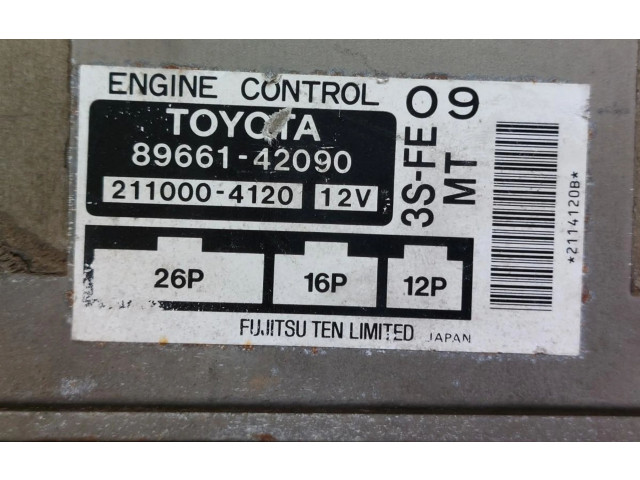 ENGINE CONTROL
TOYOTA
89661-42090
211000-4120 12V
09
3S-FE
MT
26P 16P 12P
*2114120B*
FUJITSU TEN LIMITED JAPAN